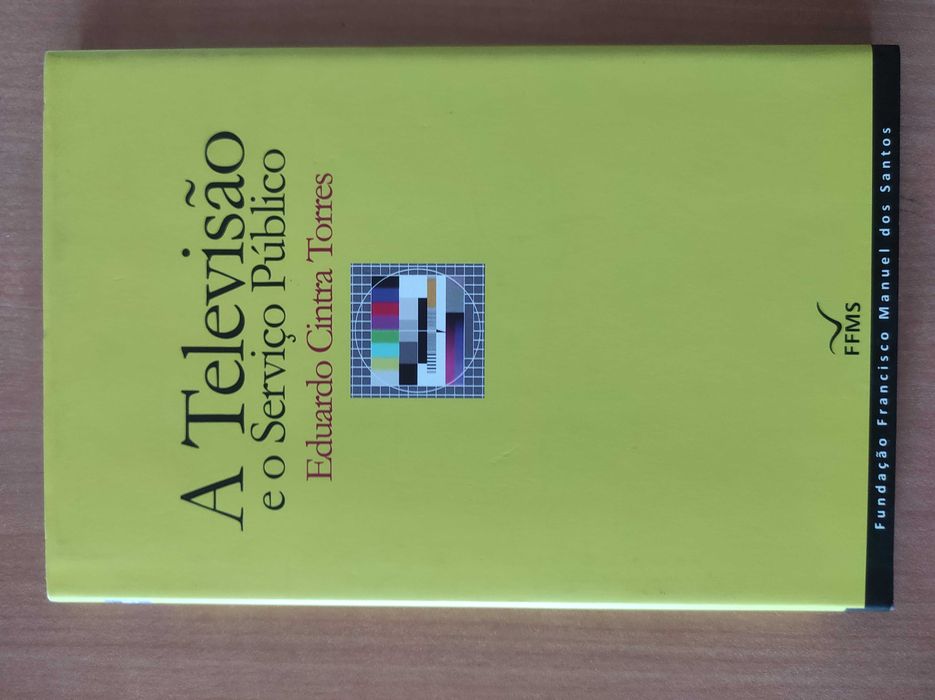 A Televisão
e o Serviço Público
Eduardo Cintra Torres
FFMS
Fundação Francisco Manuel dos Santos